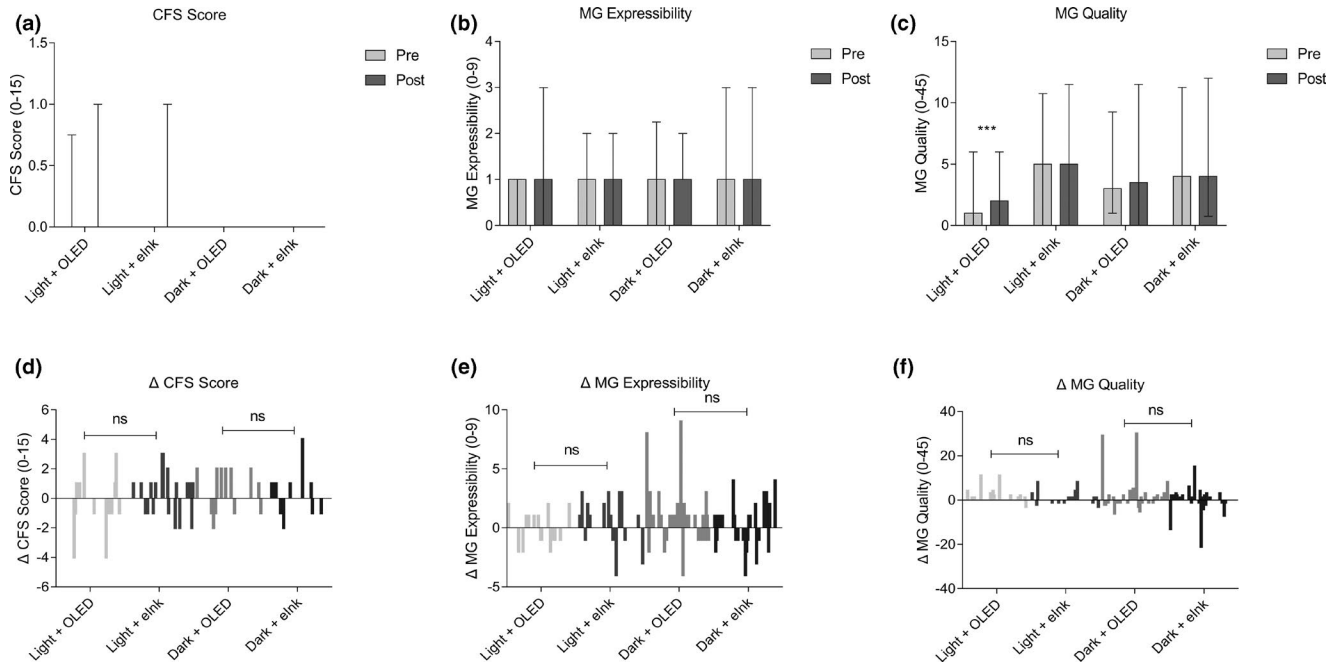 (a)
CFS Score
CFS Score (0-15)
1.5
1.0
0.5
0.0
Pre
Post
Light + OLED
Light + eInk
Dark + OLED
Dark + eInk
(b)
MG Expressibility
MG Expressibility (0-9)
4
3
2
1
0
Pre
Post
Light + OLED
Light + eInk
Dark + OLED
Dark + eInk
(c)
MG Quality
MG Quality (0-45)
15
10
5
0
***
Pre
Post
Light + OLED
Light + eInk
Dark + OLED
Dark + eInk
(d)
Δ CFS Score
Δ CFS Score (0-15)
6
4
2
0
-2
-4
-6
ns
ns
Light + OLED
Light + eInk
Dark + OLED
Dark + eInk
(e)
Δ MG Expressibility
Δ MG Expressibility (0-9)
10
5
0
-5
ns
ns
Light + OLED
Light + eInk
Dark + OLED
Dark + eInk
(f)
Δ MG Quality
Δ MG Quality (0-45)
40
20
0
-20
-40
ns
ns
Light + OLED
Light + eInk
Dark + OLED
Dark + eInk